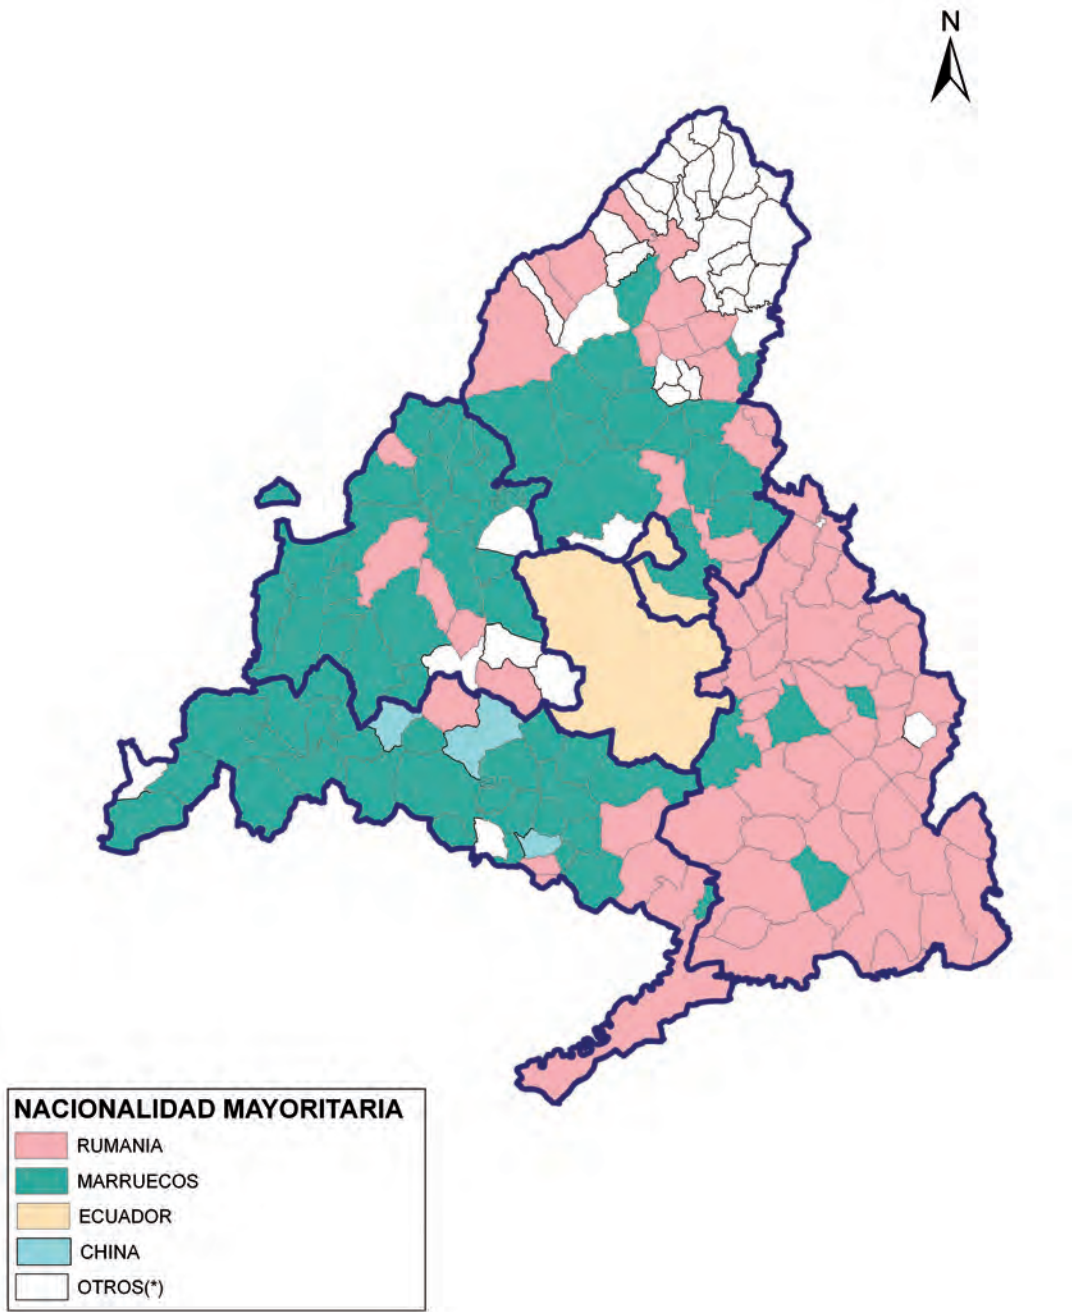 N
NACIONALIDAD MAYORITARIA
RUMANIA
MARRUECOS
ECUADOR
CHINA
OTROS(*)